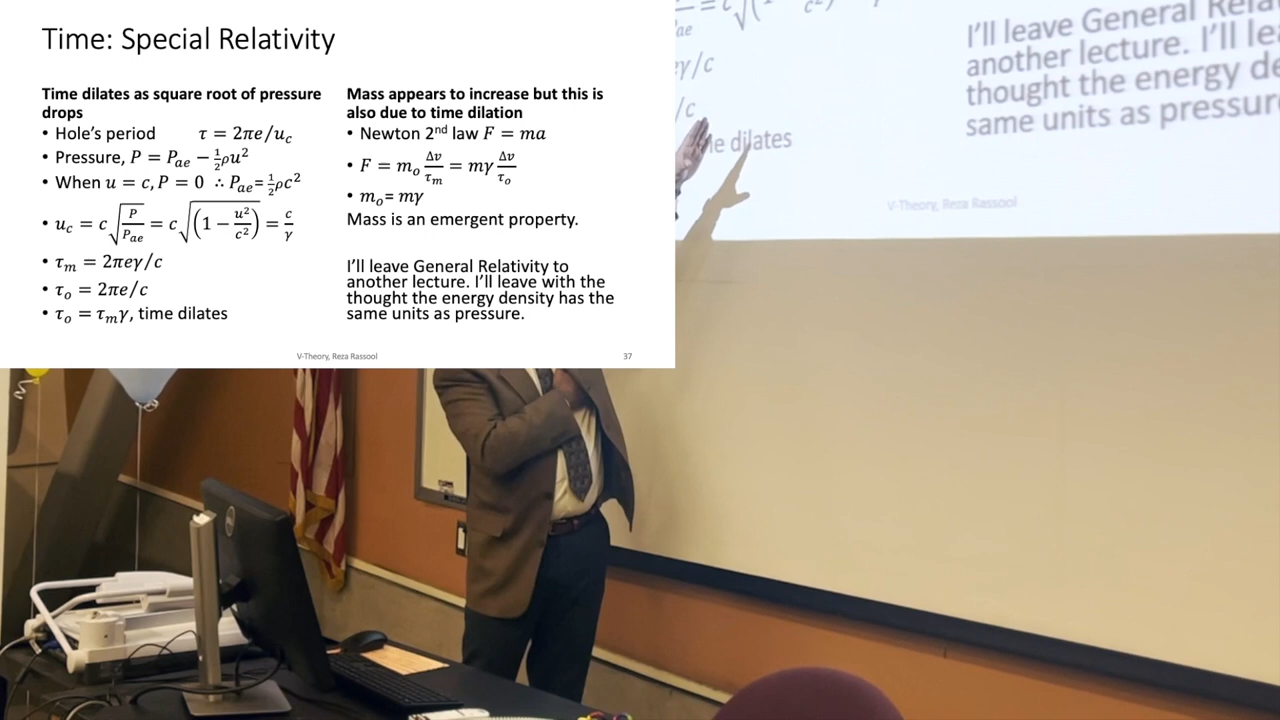 Time: Special Relativity
Time dilates as square root of pressure
drops
• Hole's period τ = 2πe/u_c
• Pressure, P = P_ae − ½ρu²
• When u = c, P = 0 ∴ P_ae= ½ρc²
• u_c = c√(P/P_ae) = c√((1 − u²/c²)) = c/γ
• τ_m = 2πeγ/c
• τ_o = 2πe/c
• τ_o = τ_mγ, time dilates
Mass appears to increase but this is
also due to time dilation
• Newton 2nd law F = ma
• F = m_o Δv/τ_m = mγ Δv/τ_o
• m_o= mγ
Mass is an emergent property.
I'll leave General Relativity to
another lecture. I'll leave with the
thought the energy density has the
same units as pressure.
V-Theory, Reza Rassool
37
ae
γ/c
/c
dilates
I'll leave General
another lecture. I'll
thought the energy
same units as
V-Theory, Reza Rassool